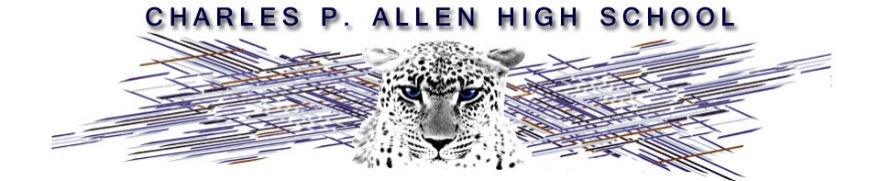 CHARLES P. ALLEN HIGH SCHOOL